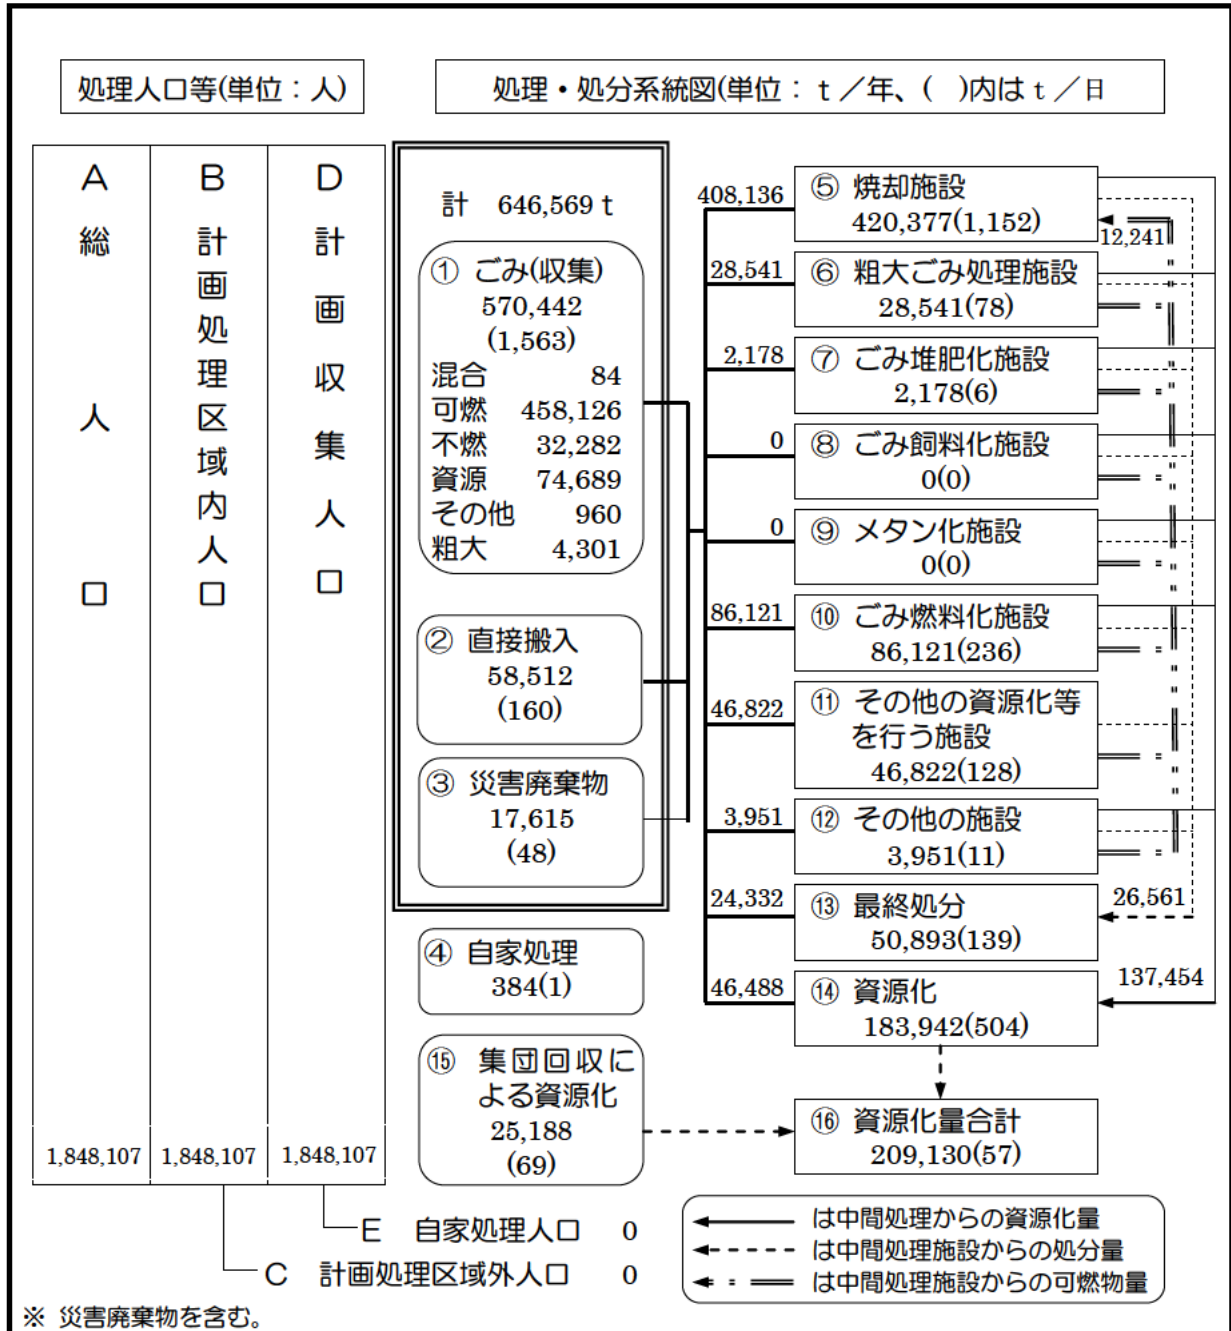 処理人口等(単位：人)
処理・処分系統図(単位：ｔ／年、(　)内はｔ／日
A 総人口
B 計画処理区域内人口
D 計画収集人口
1,848,107
1,848,107
1,848,107
E 自家処理人口 0
C 計画処理区域外人口 0
計 646,569ｔ
① ごみ(収集)
570,442
(1,563)
混合 84
可燃 458,126
不燃 32,282
資源 74,689
その他 960
粗大 4,301
② 直接搬入
58,512
(160)
③ 災害廃棄物
17,615
(48)
④ 自家処理
384(1)
⑮ 集団回収に
よる資源化
25,188
(69)
408,136
⑤ 焼却施設
420,377(1,152)
12,241
28,541
⑥ 粗大ごみ処理施設
28,541(78)
2,178
⑦ ごみ堆肥化施設
2,178(6)
0
⑧ ごみ飼料化施設
0(0)
0
⑨ メタン化施設
0(0)
86,121
⑩ ごみ燃料化施設
86,121(236)
46,822
⑪ その他の資源化等
を行う施設
46,822(128)
3,951
⑫ その他の施設
3,951(11)
24,332
⑬ 最終処分
50,893(139)
26,561
46,488
⑭ 資源化
183,942(504)
137,454
⑯ 資源化量合計
209,130(57)
は中間処理からの資源化量
は中間処理施設からの処分量
は中間処理施設からの可燃物量
※ 災害廃棄物を含む。